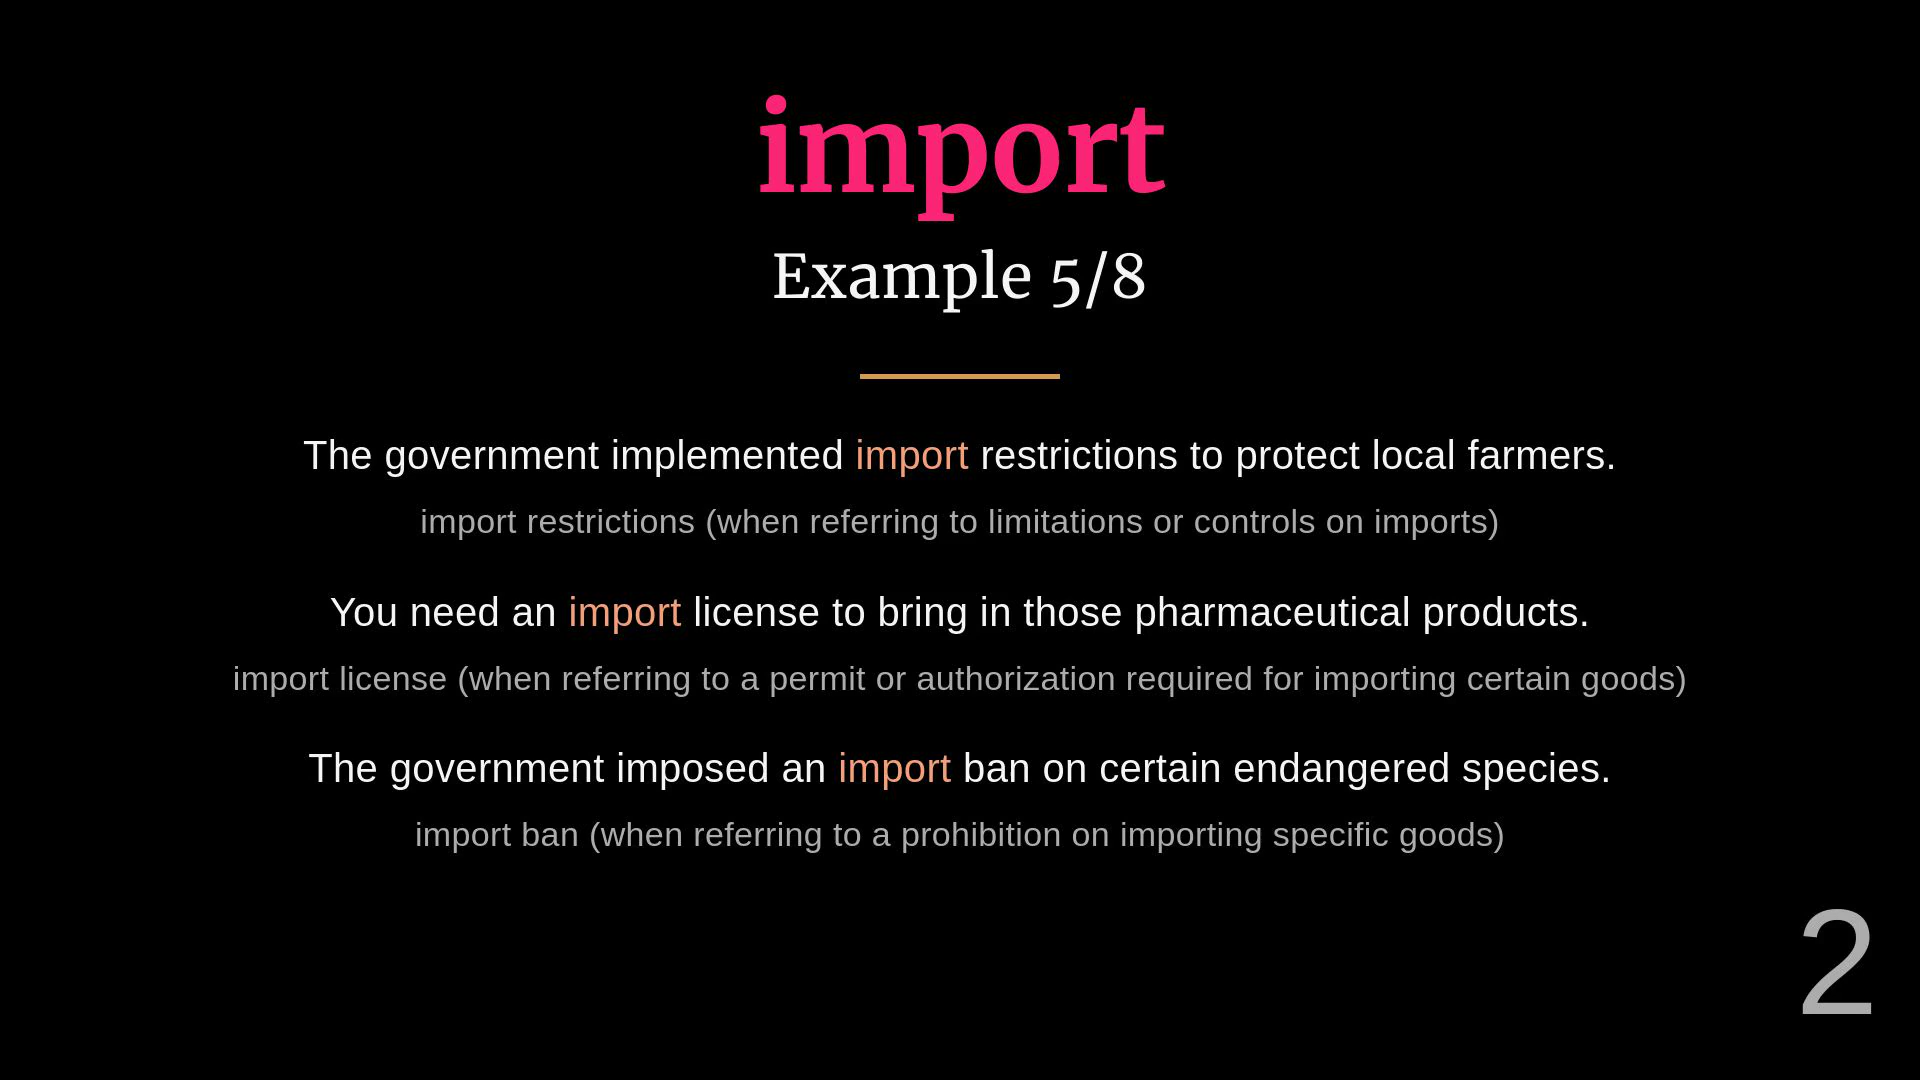 import
Example 5/8
The government implemented import restrictions to protect local farmers.
import restrictions (when referring to limitations or controls on imports)
You need an import license to bring in those pharmaceutical products.
import license (when referring to a permit or authorization required for importing certain goods)
The government imposed an import ban on certain endangered species.
import ban (when referring to a prohibition on importing specific goods)
2